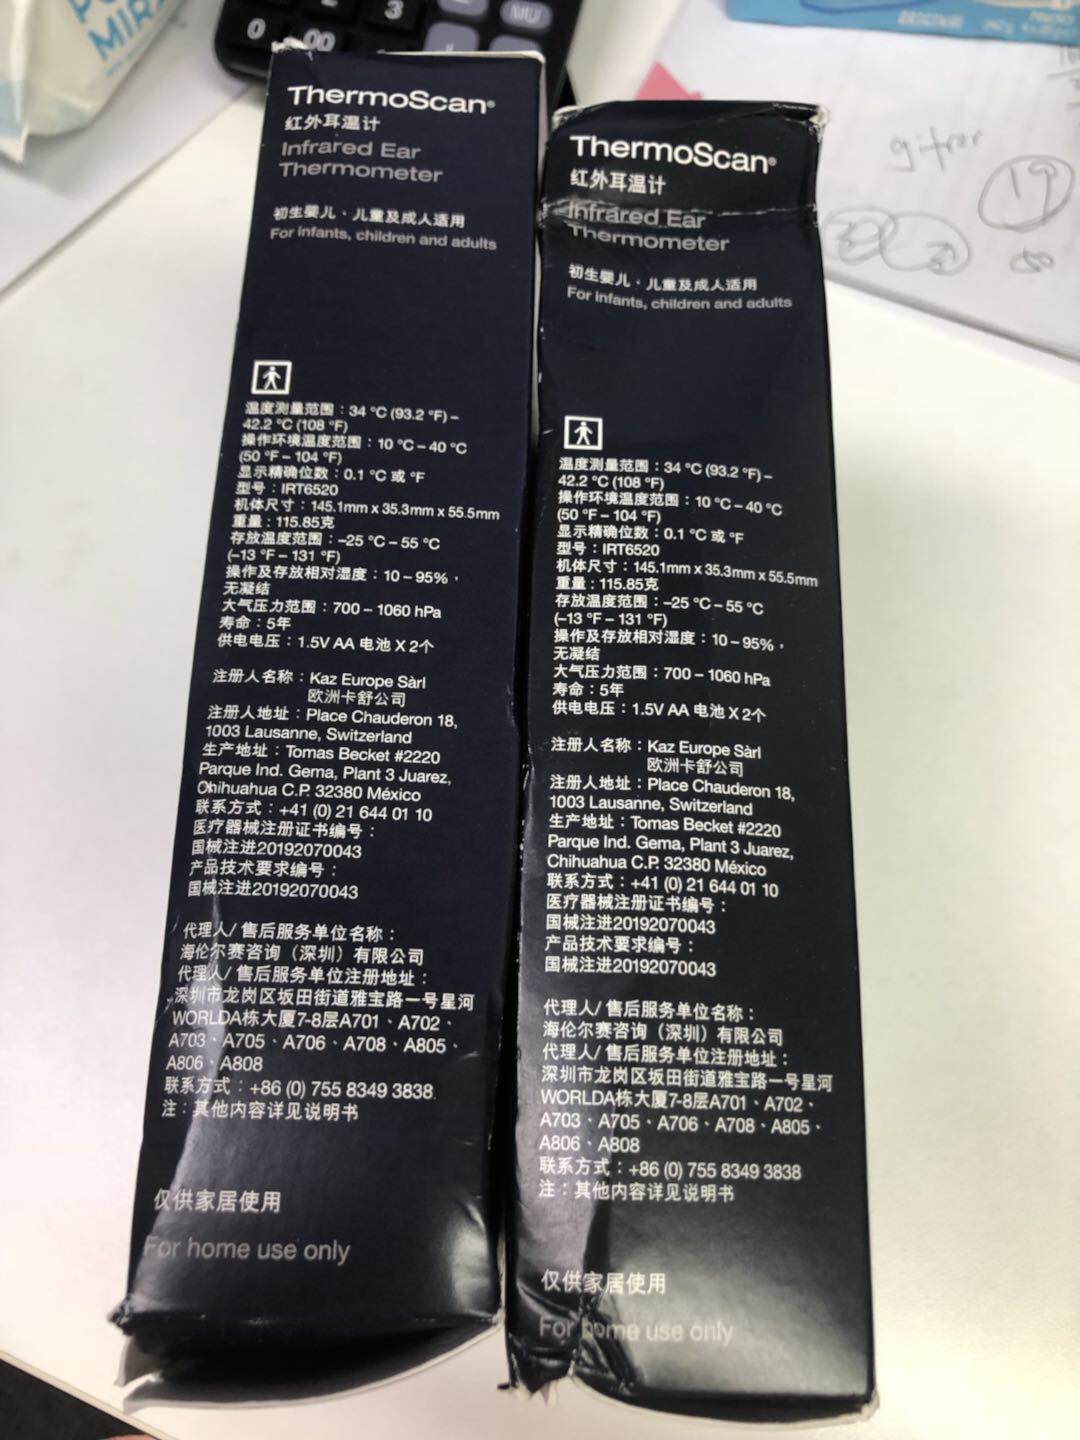 0
00
3
MU
PO
MIRA
ORIGINAL
19
ThermoScan®
红外耳温计
Infrared Ear
Thermometer
初生婴儿、儿童及成人适用
For infants, children and adults
温度测量范围：34 °C (93.2 °F) –
42.2 °C (108 °F)
操作环境温度范围：10 °C – 40 °C
(50 °F – 104 °F)
显示精确位数：0.1 °C 或 °F
型号：IRT6520
机体尺寸：145.1mm x 35.3mm x 55.5mm
重量：115.85克
存放温度范围：–25 °C – 55 °C
(–13 °F – 131 °F)
操作及存放相对湿度：10 – 95%，
无凝结
大气压力范围：700 – 1060 hPa
寿命：5年
供电电压：1.5V AA 电池 X 2个
注册人名称：Kaz Europe Sàrl
欧洲卡舒公司
注册人地址：Place Chauderon 18,
1003 Lausanne, Switzerland
生产地址：Tomas Becket #2220
Parque Ind. Gema, Plant 3 Juarez,
Chihuahua C.P. 32380 México
联系方式：+41 (0) 21 644 01 10
医疗器械注册证书编号：
国械注进20192070043
产品技术要求编号：
国械注进20192070043
代理人/ 售后服务单位名称：
海伦尔赛咨询（深圳）有限公司
代理人/ 售后服务单位注册地址：
深圳市龙岗区坂田街道雅宝路一号星河
WORLDA栋大厦7-8层A701、A702、
A703、A705、A706、A708、A805、
A806、A808
联系方式：+86 (0) 755 8349 3838
注：其他内容详见说明书
仅供家居使用
For home use only
ThermoScan®
红外耳温计
Infrared Ear
Thermometer
初生婴儿、儿童及成人适用
For infants, children and adults
温度测量范围：34 °C (93.2 °F) –
42.2 °C (108 °F)
操作环境温度范围：10 °C – 40 °C
(50 °F – 104 °F)
显示精确位数：0.1 °C 或 °F
型号：IRT6520
机体尺寸：145.1mm x 35.3mm x 55.5mm
重量：115.85克
存放温度范围：–25 °C – 55 °C
(–13 °F – 131 °F)
操作及存放相对湿度：10 – 95%，
无凝结
大气压力范围：700 – 1060 hPa
寿命：5年
供电电压：1.5V AA 电池 X 2个
注册人名称：Kaz Europe Sàrl
欧洲卡舒公司
注册人地址：Place Chauderon 18,
1003 Lausanne, Switzerland
生产地址：Tomas Becket #2220
Parque Ind. Gema, Plant 3 Juarez,
Chihuahua C.P. 32380 México
联系方式：+41 (0) 21 644 01 10
医疗器械注册证书编号：
国械注进20192070043
产品技术要求编号：
国械注进20192070043
代理人/ 售后服务单位名称：
海伦尔赛咨询（深圳）有限公司
代理人/ 售后服务单位注册地址：
深圳市龙岗区坂田街道雅宝路一号星河
WORLDA栋大厦7-8层A701、A702、
A703、A705、A706、A708、A805、
A806、A808
联系方式：+86 (0) 755 8349 3838
注：其他内容详见说明书
仅供家居使用
For home use only